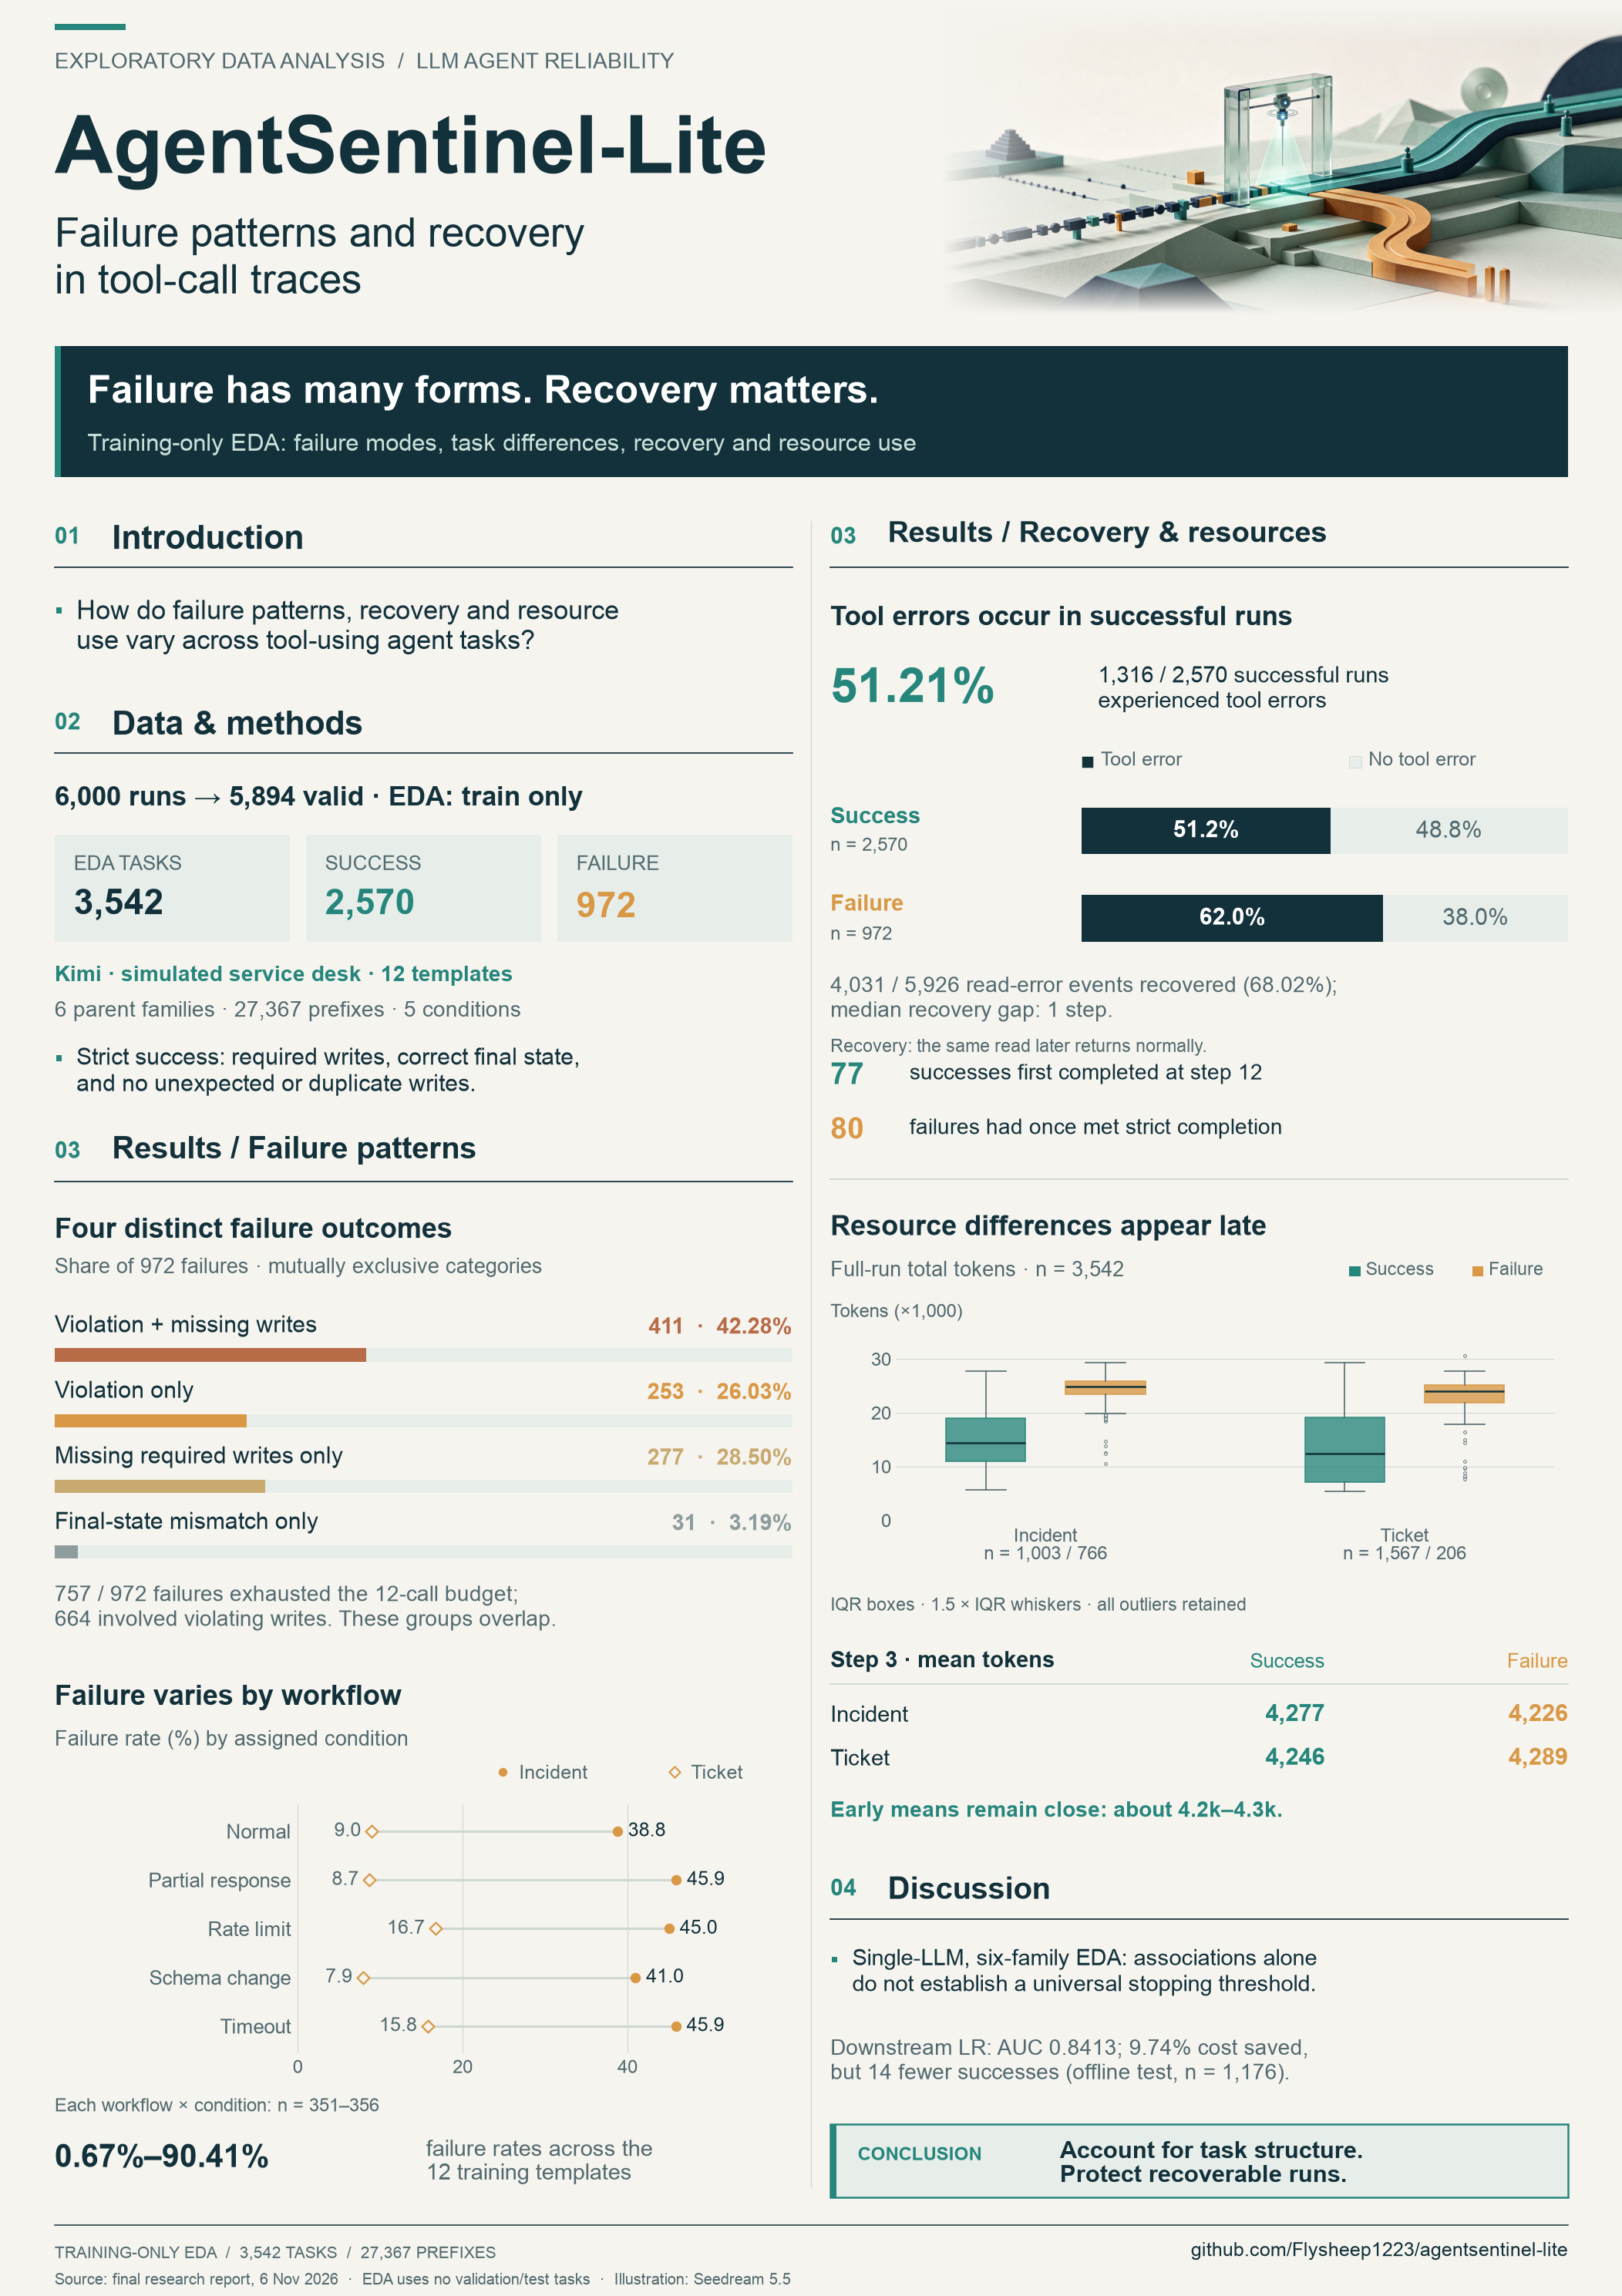 EXPLORATORY DATA ANALYSIS / LLM AGENT RELIABILITY
AgentSentinel-Lite
Failure patterns and recovery
in tool-call traces
Failure has many forms. Recovery matters.
Training-only EDA: failure modes, task differences, recovery and resource use
01 Introduction
▪ How do failure patterns, recovery and resource
use vary across tool-using agent tasks?
02 Data & methods
6,000 runs → 5,894 valid · EDA: train only
EDA TASKS
3,542
SUCCESS
2,570
FAILURE
972
Kimi · simulated service desk · 12 templates
6 parent families · 27,367 prefixes · 5 conditions
▪ Strict success: required writes, correct final state,
and no unexpected or duplicate writes.
03 Results / Failure patterns
Four distinct failure outcomes
Share of 972 failures · mutually exclusive categories
Violation + missing writes 411 · 42.28%
Violation only 253 · 26.03%
Missing required writes only 277 · 28.50%
Final-state mismatch only 31 · 3.19%
757 / 972 failures exhausted the 12-call budget;
664 involved violating writes. These groups overlap.
Failure varies by workflow
Failure rate (%) by assigned condition
Incident Ticket
Normal 9.0 38.8
Partial response 8.7 45.9
Rate limit 16.7 45.0
Schema change 7.9 41.0
Timeout 15.8 45.9
0 20 40
Each workflow × condition: n = 351–356
0.67%–90.41%
failure rates across the
12 training templates
03 Results / Recovery & resources
Tool errors occur in successful runs
51.21%
1,316 / 2,570 successful runs
experienced tool errors
Tool error No tool error
Success
n = 2,570
51.2% 48.8%
Failure
n = 972
62.0% 38.0%
4,031 / 5,926 read-error events recovered (68.02%);
median recovery gap: 1 step.
Recovery: the same read later returns normally.
77 successes first completed at step 12
80 failures had once met strict completion
Resource differences appear late
Full-run total tokens · n = 3,542
Success Failure
Tokens (×1,000)
30
20
10
0
Incident
n = 1,003 / 766
Ticket
n = 1,567 / 206
IQR boxes · 1.5 × IQR whiskers · all outliers retained
Step 3 · mean tokens Success Failure
Incident 4,277 4,226
Ticket 4,246 4,289
Early means remain close: about 4.2k–4.3k.
04 Discussion
▪ Single-LLM, six-family EDA: associations alone
do not establish a universal stopping threshold.
Downstream LR: AUC 0.8413; 9.74% cost saved,
but 14 fewer successes (offline test, n = 1,176).
CONCLUSION
Account for task structure.
Protect recoverable runs.
TRAINING-ONLY EDA / 3,542 TASKS / 27,367 PREFIXES
github.com/Flysheep1223/agentsentinel-lite
Source: final research report, 6 Nov 2026 · EDA uses no validation/test tasks · Illustration: Seedream 5.5